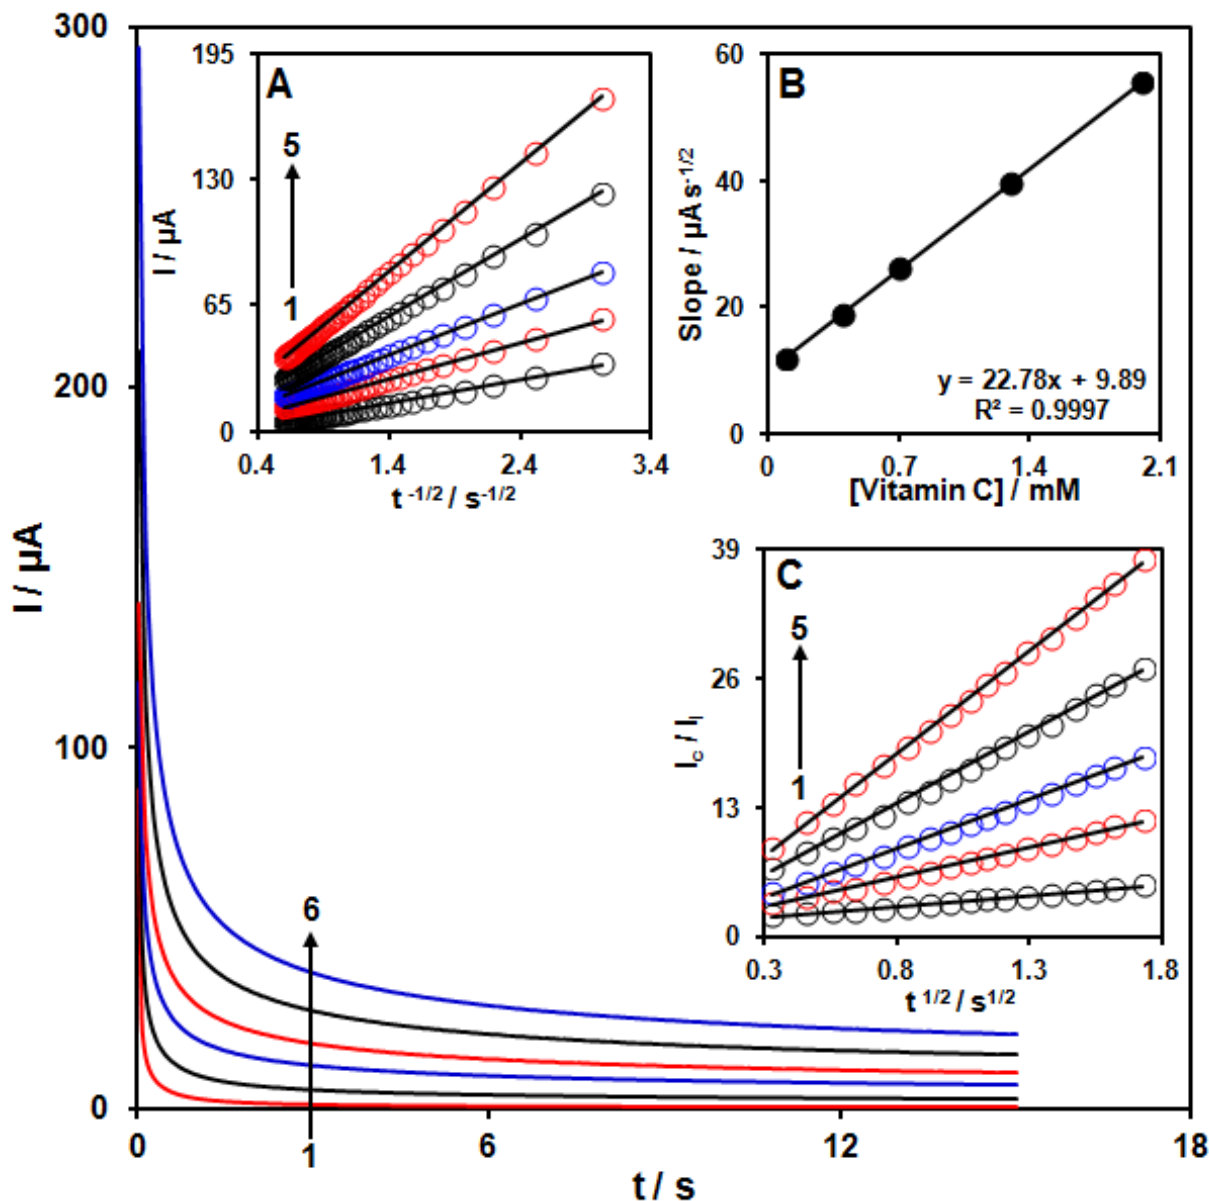 300
200
100
0
I / µA
0
1
6
12
18
t / s
6
A
195
130
65
0
I / µA
5
1
0.4
1.4
2.4
3.4
t -1/2 / s-1/2
B
60
40
20
0
Slope / µA s-1/2
y = 22.78x + 9.89
R² = 0.9997
0
0.7
1.4
2.1
[Vitamin C] / mM
C
39
26
13
0
Ic / Il
5
1
0.3
0.8
1.3
1.8
t 1/2 / s1/2